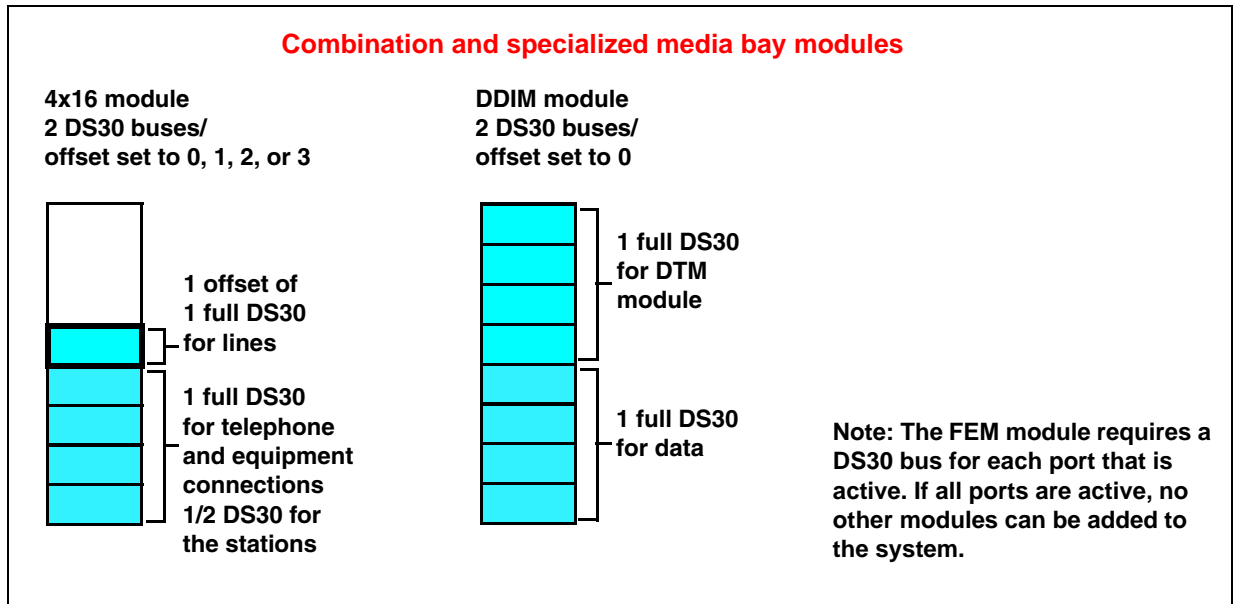 Combination and specialized media bay modules
4x16 module
2 DS30 buses/
offset set to 0, 1, 2, or 3
1 offset of
1 full DS30
for lines
1 full DS30
for telephone
and equipment
connections
1/2 DS30 for
the stations
DDIM module
2 DS30 buses/
offset set to 0
1 full DS30
for DTM
module
1 full DS30
for data
Note: The FEM module requires a
DS30 bus for each port that is
active. If all ports are active, no
other modules can be added to
the system.